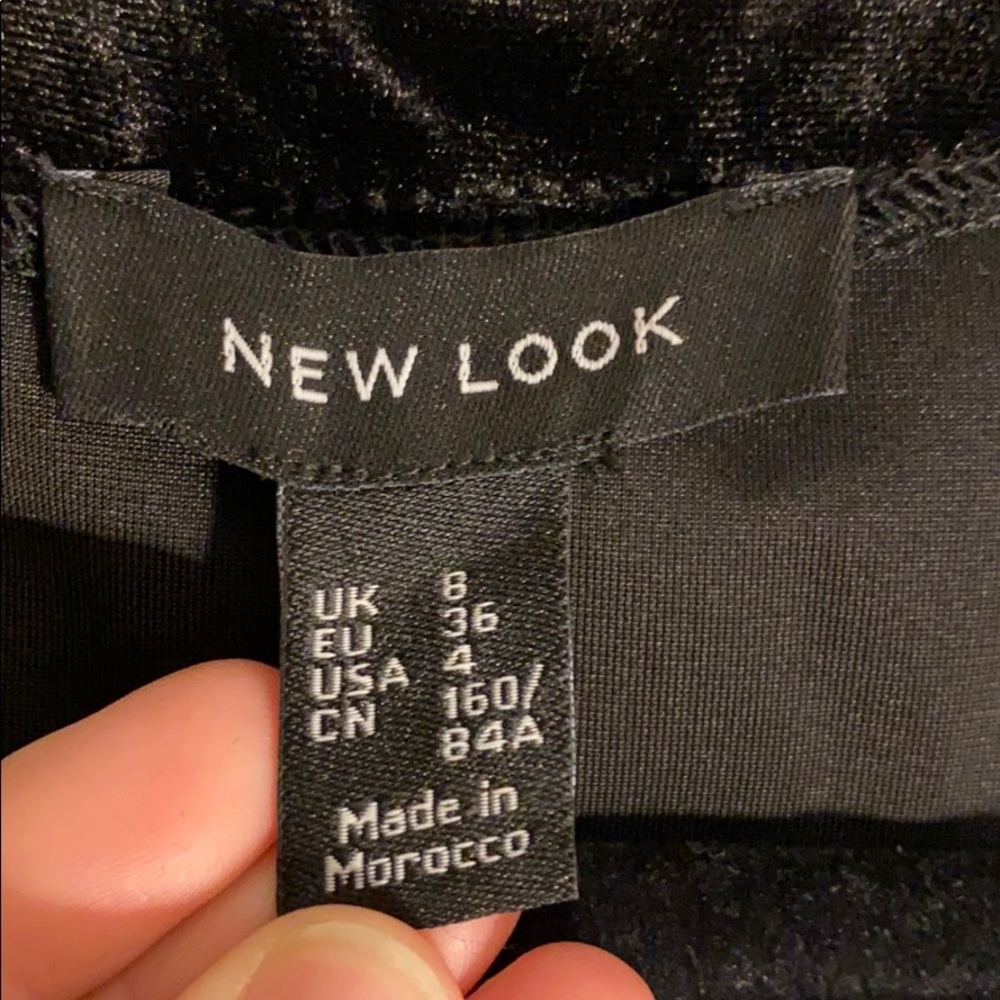 NEW LOOK
UK 8
EU 36
USA 4
CN 160/
84A
Made in
Morocco